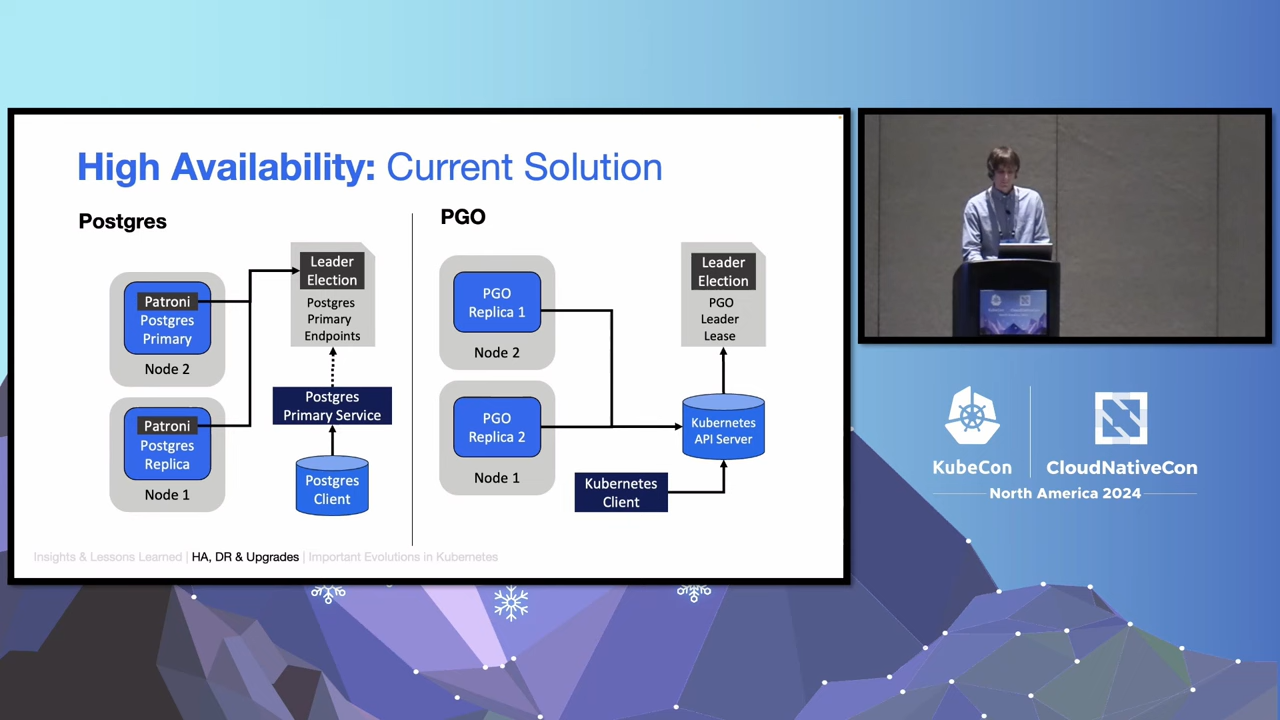 High Availability: Current Solution
Postgres
Patroni
Postgres
Primary
Node 2
Patroni
Postgres
Replica
Node 1
Leader
Election
Postgres
Primary
Endpoints
Postgres
Primary Service
Postgres
Client
PGO
PGO
Replica 1
Node 2
PGO
Replica 2
Node 1
Leader
Election
PGO
Leader
Lease
Kubernetes
API Server
Kubernetes
Client
Insights & Lessons Learned | HA, DR & Upgrades | Important Evolutions in Kubernetes
KubeCon
CloudNativeCon
North America 2024